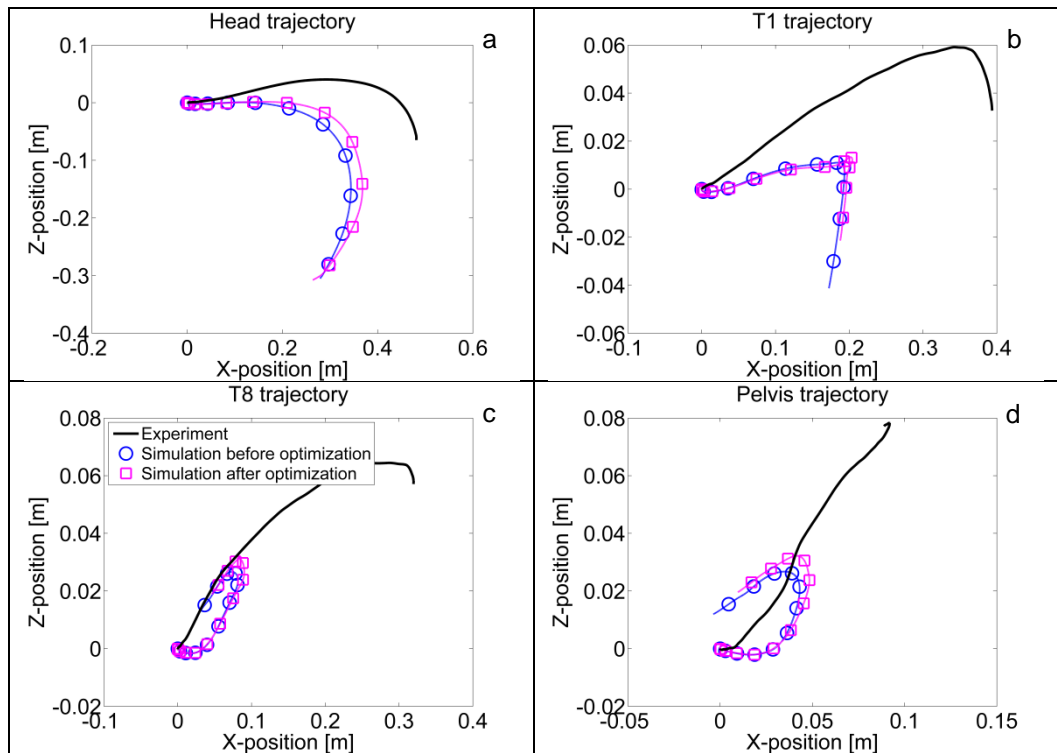 Head trajectory
a
0.1
0
-0.1
-0.2
-0.3
-0.4
Z-position [m]
-0.2
0
0.2
0.4
0.6
X-position [m]
T1 trajectory
b
0.06
0.04
0.02
0
-0.02
-0.04
-0.06
Z-position [m]
-0.1
0
0.1
0.2
0.3
0.4
X-position [m]
T8 trajectory
c
Experiment
Simulation before optimization
Simulation after optimization
0.08
0.06
0.04
0.02
0
-0.02
Z-position [m]
-0.1
0
0.1
0.2
0.3
0.4
X-position [m]
Pelvis trajectory
d
0.08
0.06
0.04
0.02
0
-0.02
Z-position [m]
-0.05
0
0.05
0.1
0.15
X-position [m]